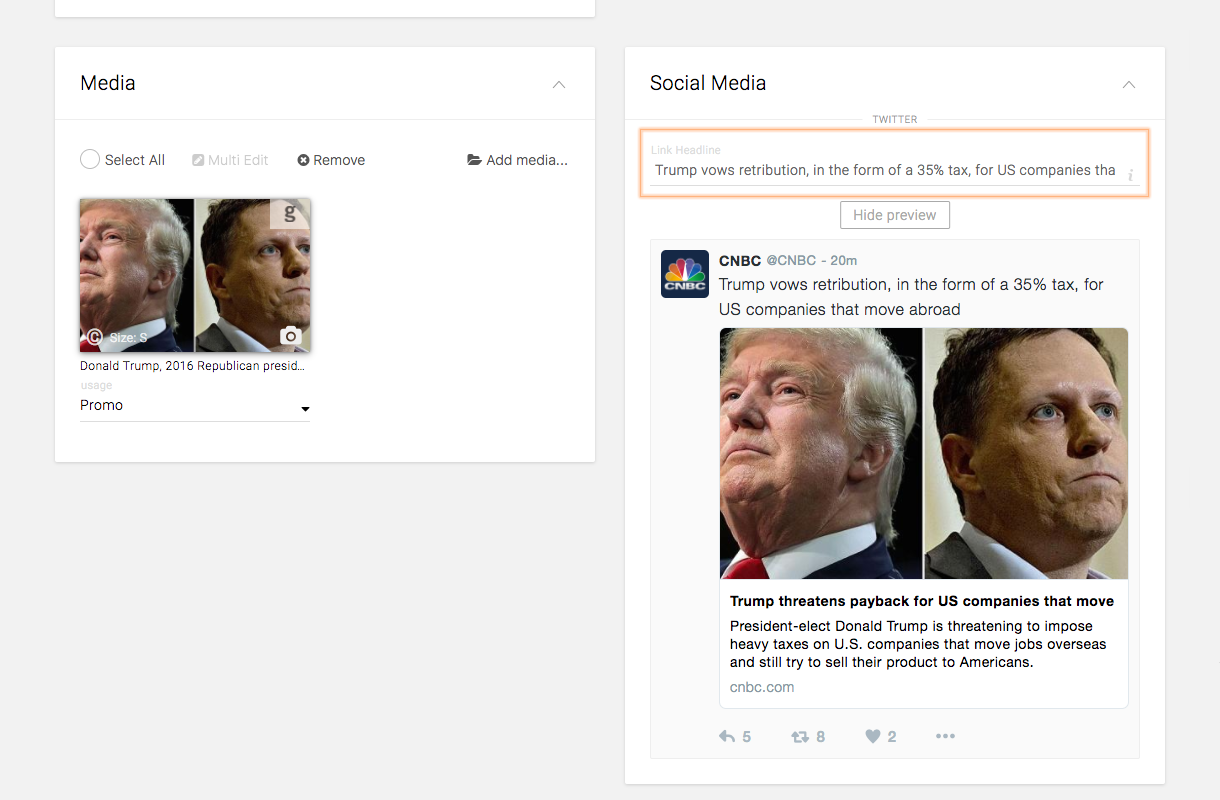 Media
Select All
Multi Edit
Remove
Add media...
g
© Size: S
Donald Trump, 2016 Republican presid...
usage
Promo
Social Media
TWITTER
Link Headline
Trump vows retribution, in the form of a 35% tax, for US companies tha
i
Hide preview
CNBC
CNBC @CNBC - 20m
Trump vows retribution, in the form of a 35% tax, for
US companies that move abroad
Trump threatens payback for US companies that move
President-elect Donald Trump is threatening to impose
heavy taxes on U.S. companies that move jobs overseas
and still try to sell their product to Americans.
cnbc.com
5
8
2